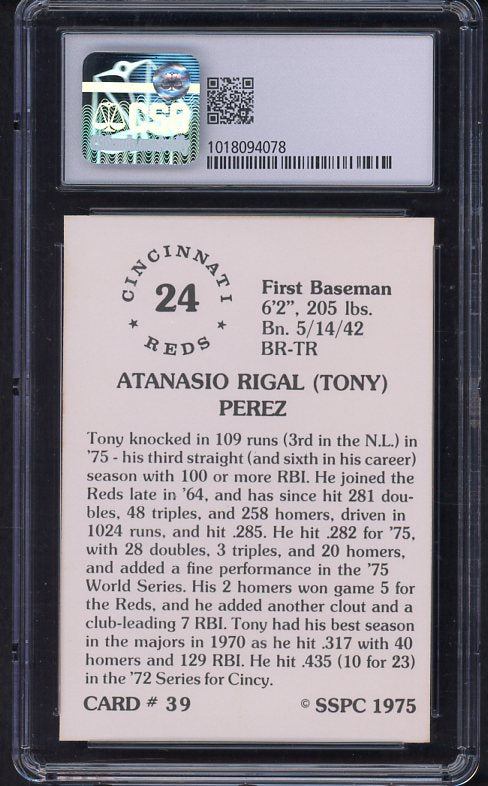 CSG
1018094078
CINCINNATI
24
REDS
First Baseman
6'2", 205 lbs.
Bn. 5/14/42
BR-TR
ATANASIO RIGAL (TONY)
PEREZ
Tony knocked in 109 runs (3rd in the N.L.) in
'75 - his third straight (and sixth in his career)
season with 100 or more RBI. He joined the
Reds late in '64, and has since hit 281 dou-
bles, 48 triples, and 258 homers, driven in
1024 runs, and hit .285. He hit .282 for '75,
with 28 doubles, 3 triples, and 20 homers,
and added a fine performance in the '75
World Series. His 2 homers won game 5 for
the Reds, and he added another clout and a
club-leading 7 RBI. Tony had his best season
in the majors in 1970 as he hit .317 with 40
homers and 129 RBI. He hit .435 (10 for 23)
in the '72 Series for Cincy.
CARD # 39
© SSPC 1975